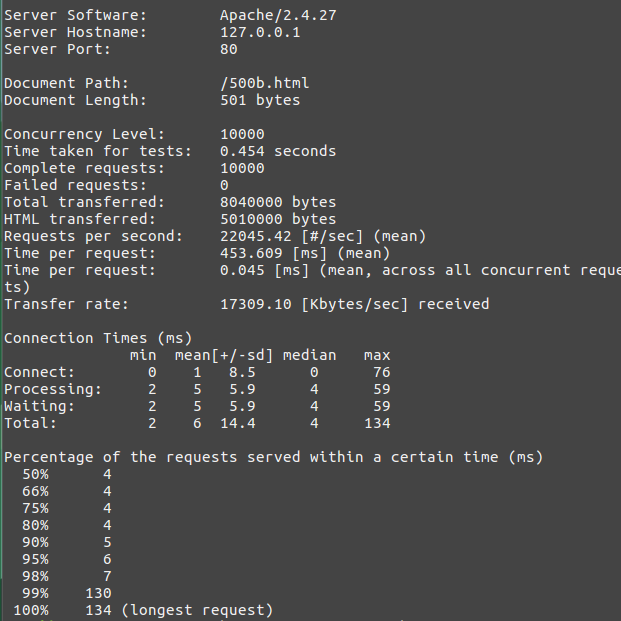 Server Software:        Apache/2.4.27
Server Hostname:        127.0.0.1
Server Port:            80

Document Path:          /500b.html
Document Length:        501 bytes

Concurrency Level:      10000
Time taken for tests:   0.454 seconds
Complete requests:      10000
Failed requests:        0
Total transferred:      8040000 bytes
HTML transferred:       5010000 bytes
Requests per second:    22045.42 [#/sec] (mean)
Time per request:       453.609 [ms] (mean)
Time per request:       0.045 [ms] (mean, across all concurrent reque
ts)
Transfer rate:          17309.10 [Kbytes/sec] received

Connection Times (ms)
              min  mean[+/-sd] median   max
Connect:        0    1   8.5      0      76
Processing:     2    5   5.9      4      59
Waiting:        2    5   5.9      4      59
Total:          2    6  14.4      4     134

Percentage of the requests served within a certain time (ms)
  50%      4
  66%      4
  75%      4
  80%      4
  90%      5
  95%      6
  98%      7
  99%    130
 100%    134 (longest request)